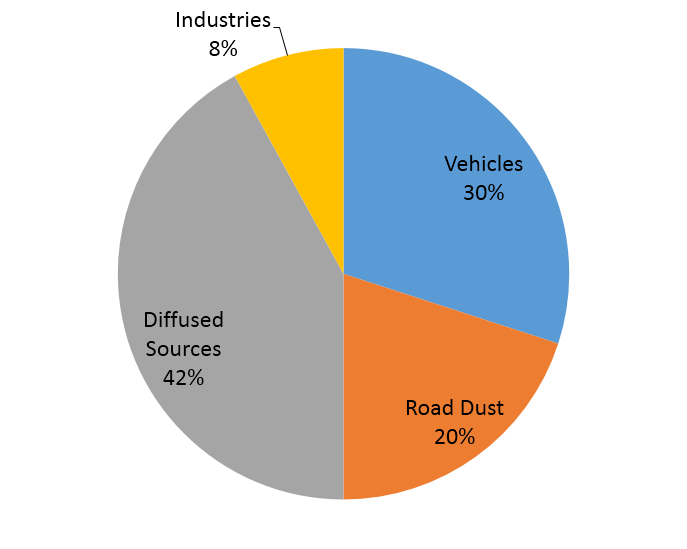 Industries
8%
Vehicles
30%
Diffused
Sources
42%
Road Dust
20%